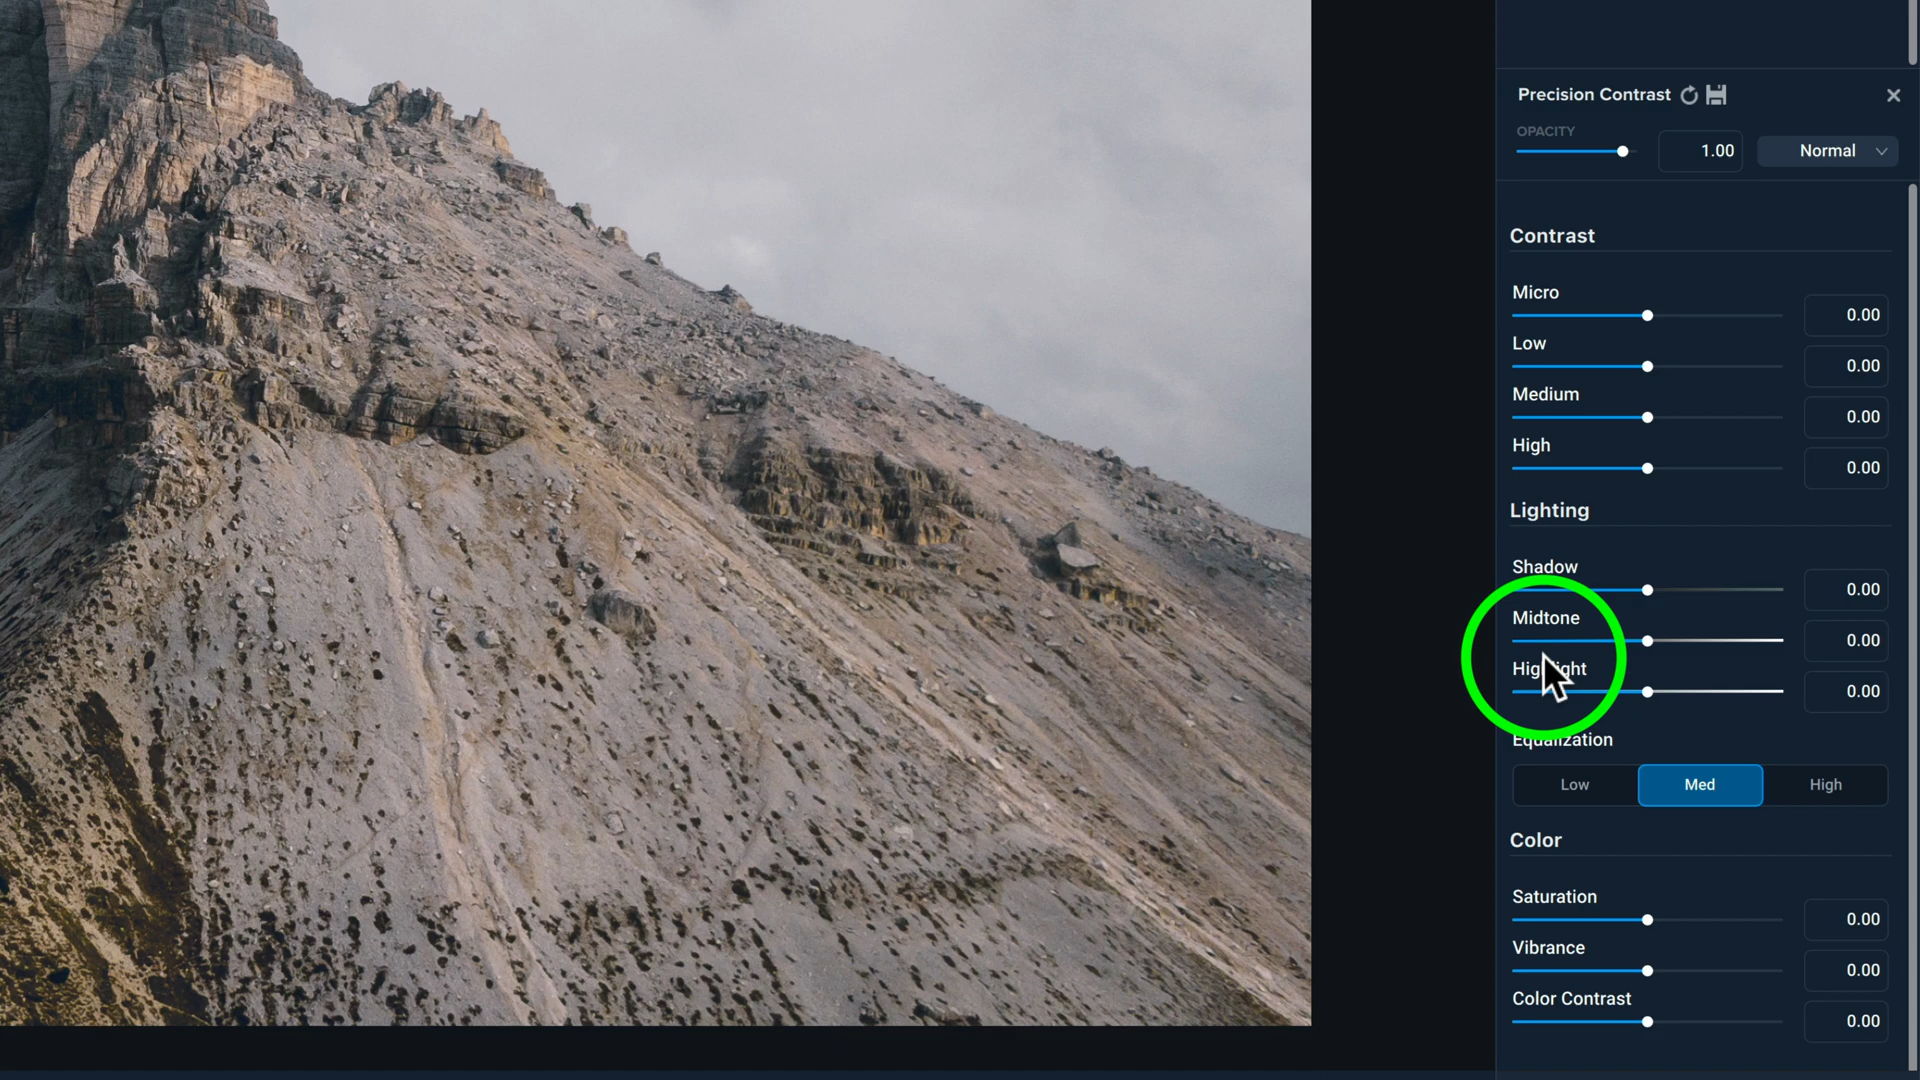 Precision Contrast
OPACITY
1.00
Normal
Contrast
Micro
0.00
Low
0.00
Medium
0.00
High
0.00
Lighting
Shadow
0.00
Midtone
0.00
Highlight
0.00
Equalization
Low Med High
Color
Saturation
0.00
Vibrance
0.00
Color Contrast
0.00